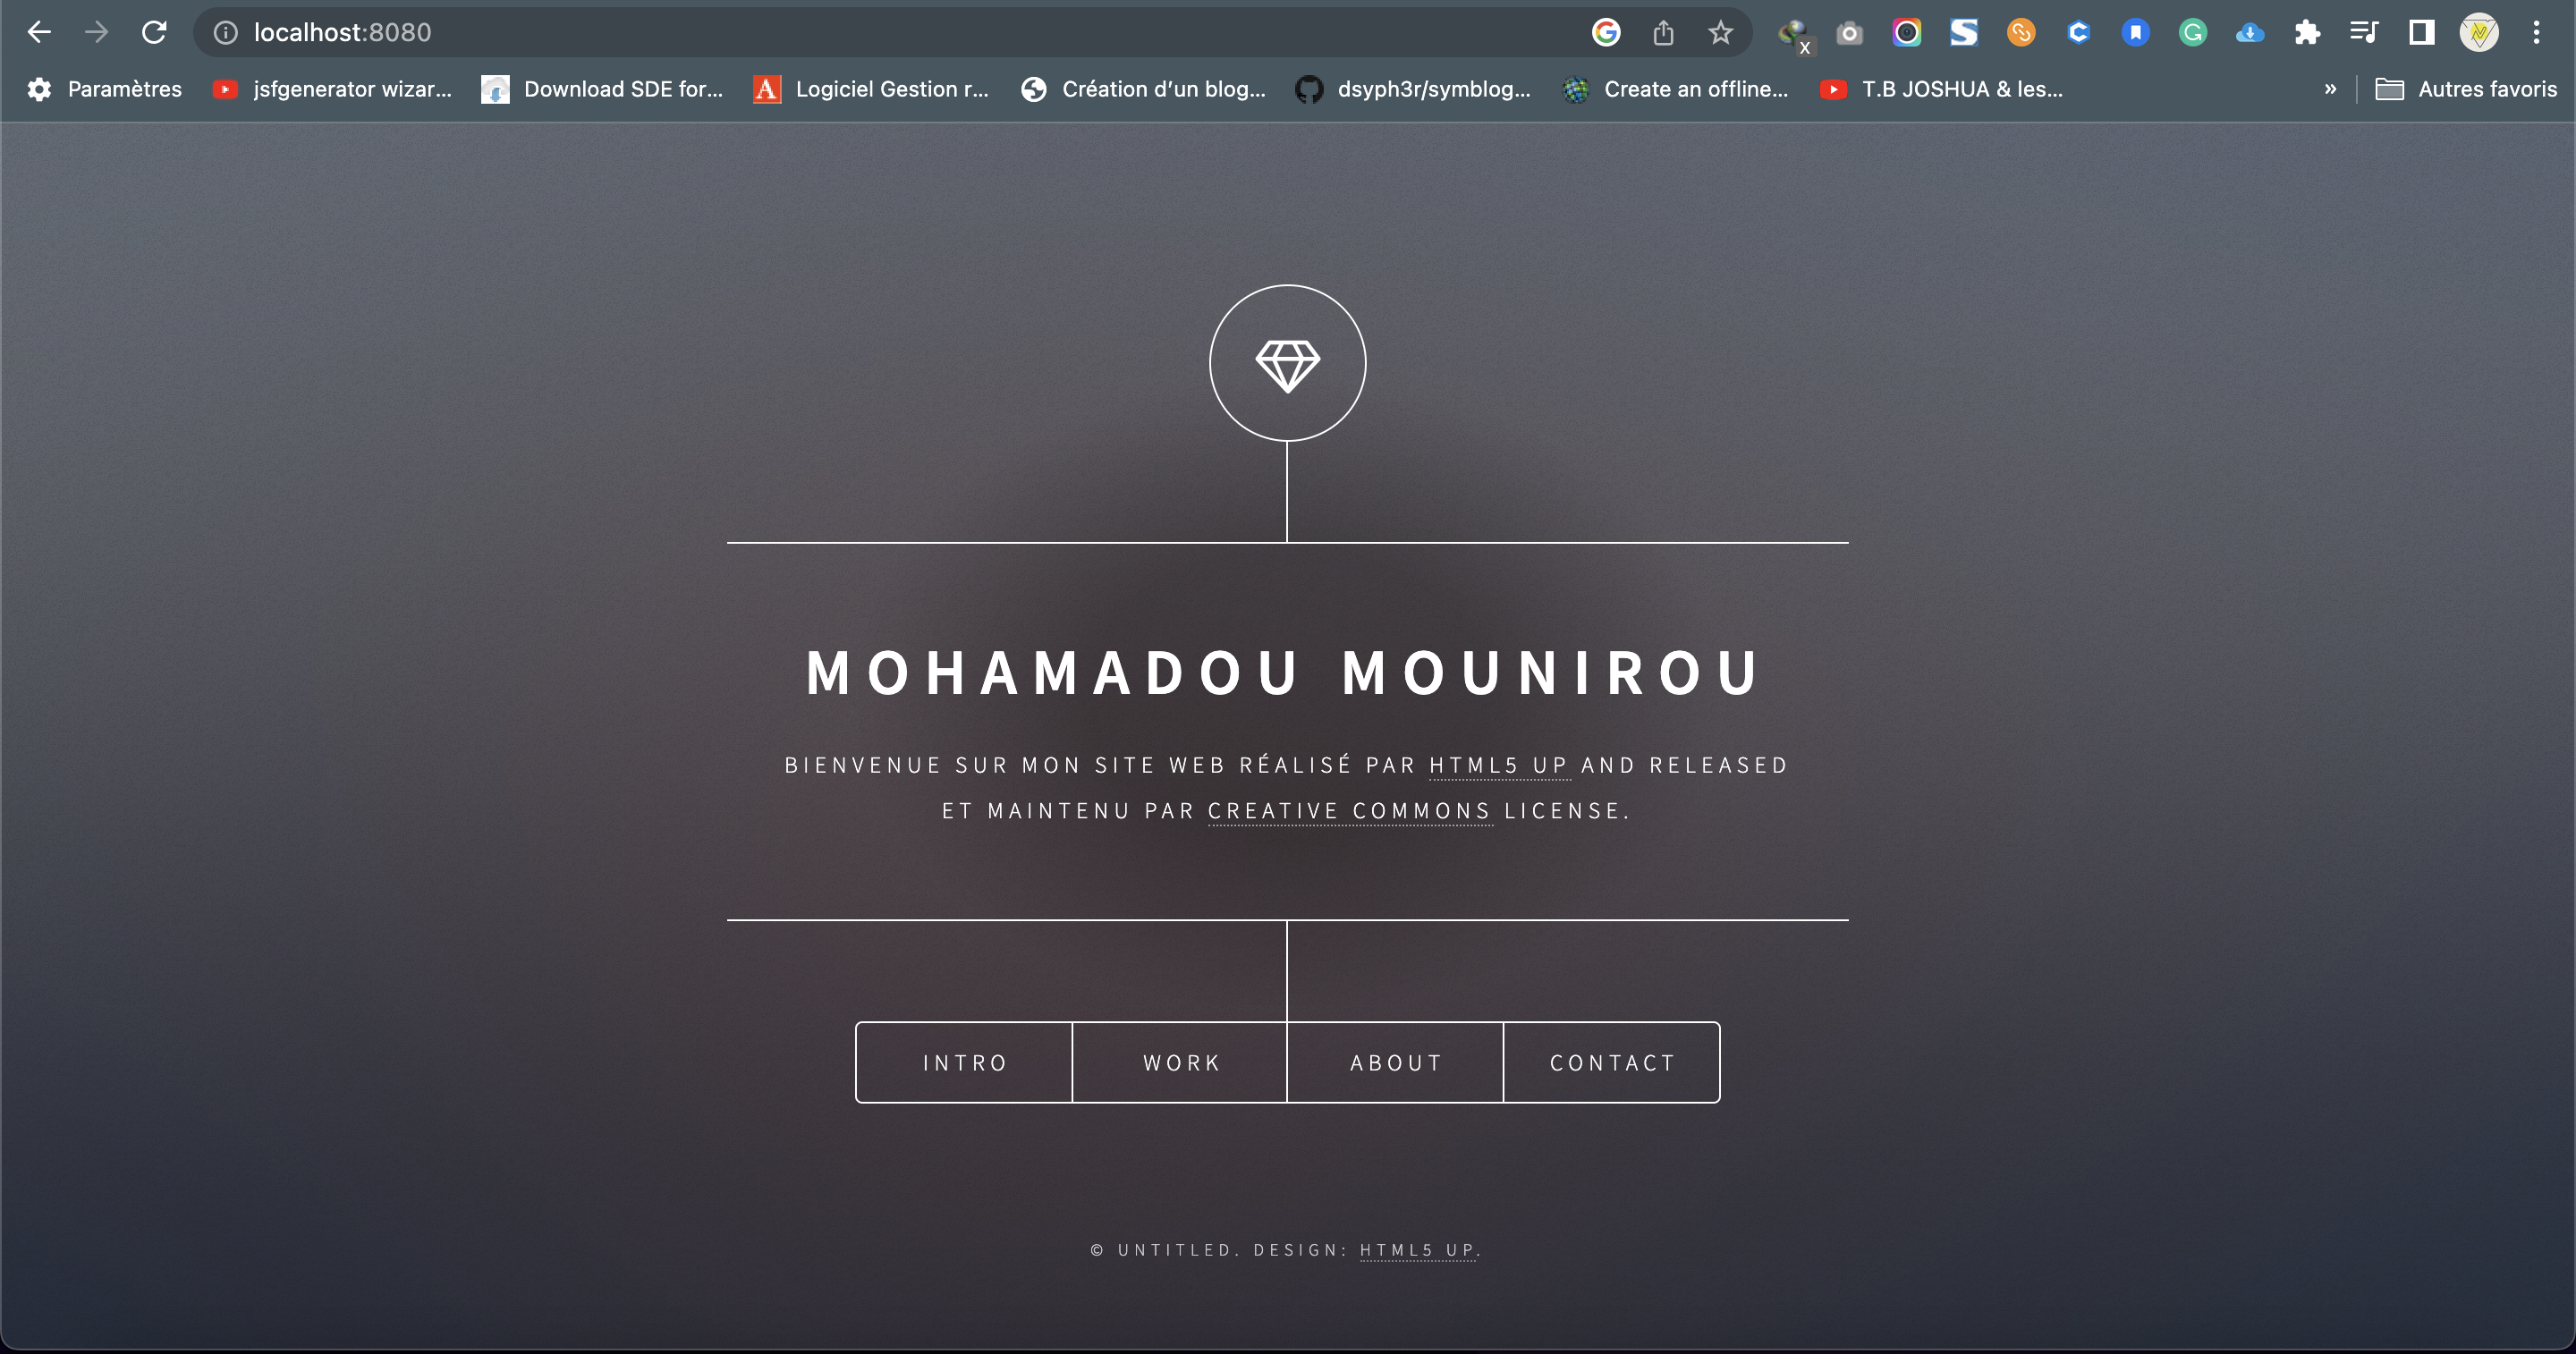 localhost:8080
X
Paramètres jsfgenerator wizar... Download SDE for... Logiciel Gestion r... Création d'un blog... dsyph3r/symblog... Create an offline... T.B JOSHUA & les... » Autres favoris
MOHAMADOU MOUNIROU
BIENVENUE SUR MON SITE WEB RÉALISÉ PAR HTML5 UP AND RELEASED
ET MAINTENU PAR CREATIVE COMMONS LICENSE.
INTRO WORK ABOUT CONTACT
© UNTITLED. DESIGN: HTML5 UP.